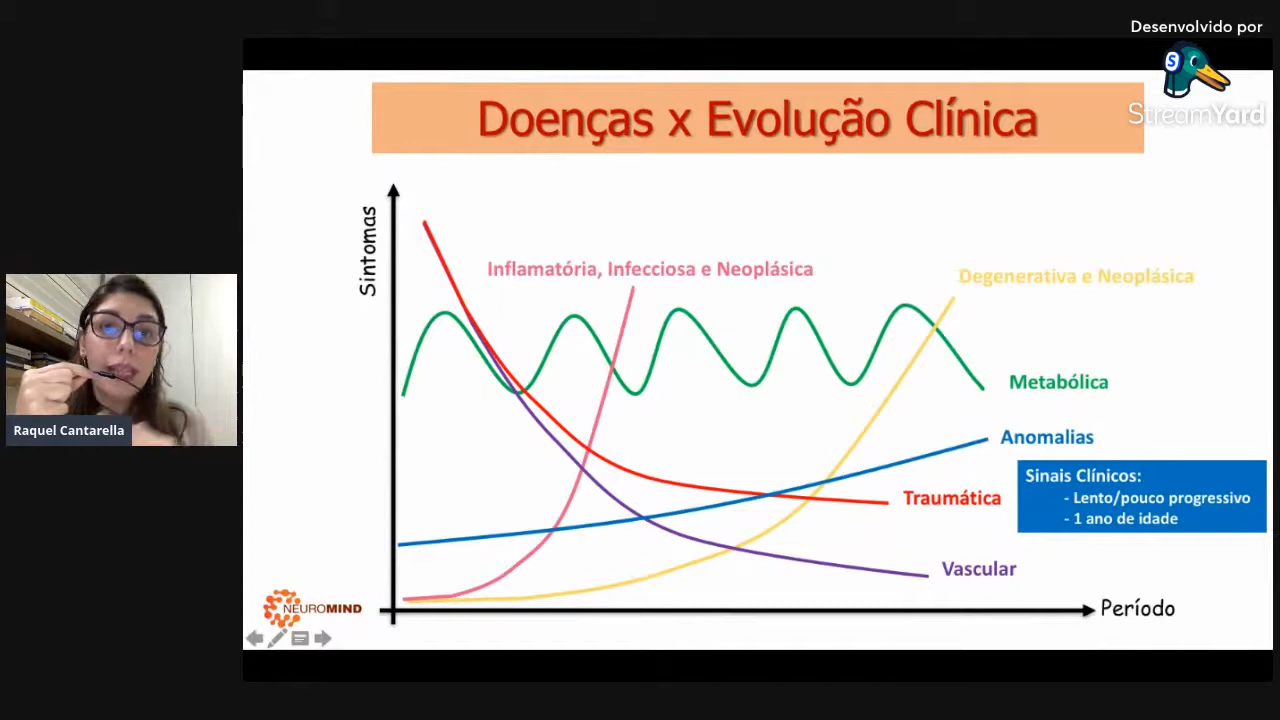 Desenvolvido por
StreamYard
Doenças x Evolução Clínica
Sintomas
Inflamatória, Infecciosa e Neoplásica
Degenerativa e Neoplásica
Metabólica
Anomalias
Sinais Clínicos:
- Lento/pouco progressivo
- 1 ano de idade
Traumática
Vascular
Período
NEUROMIND
Raquel Cantarella